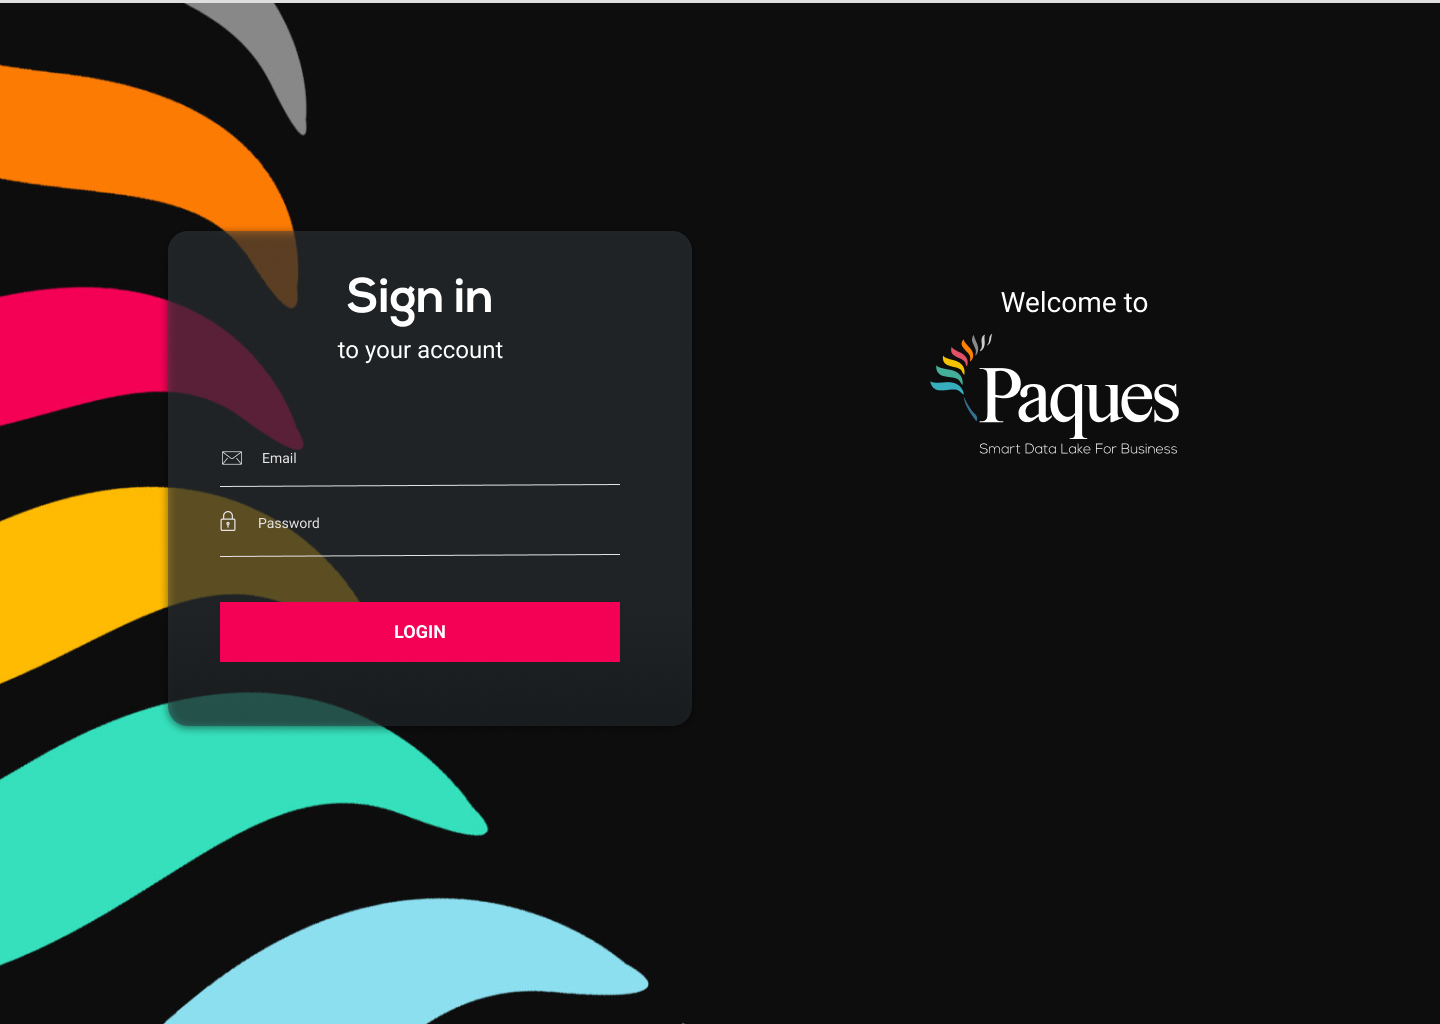 Sign in
to your account
Email
Password
LOGIN
Welcome to
Paques
Smart Data Lake For Business